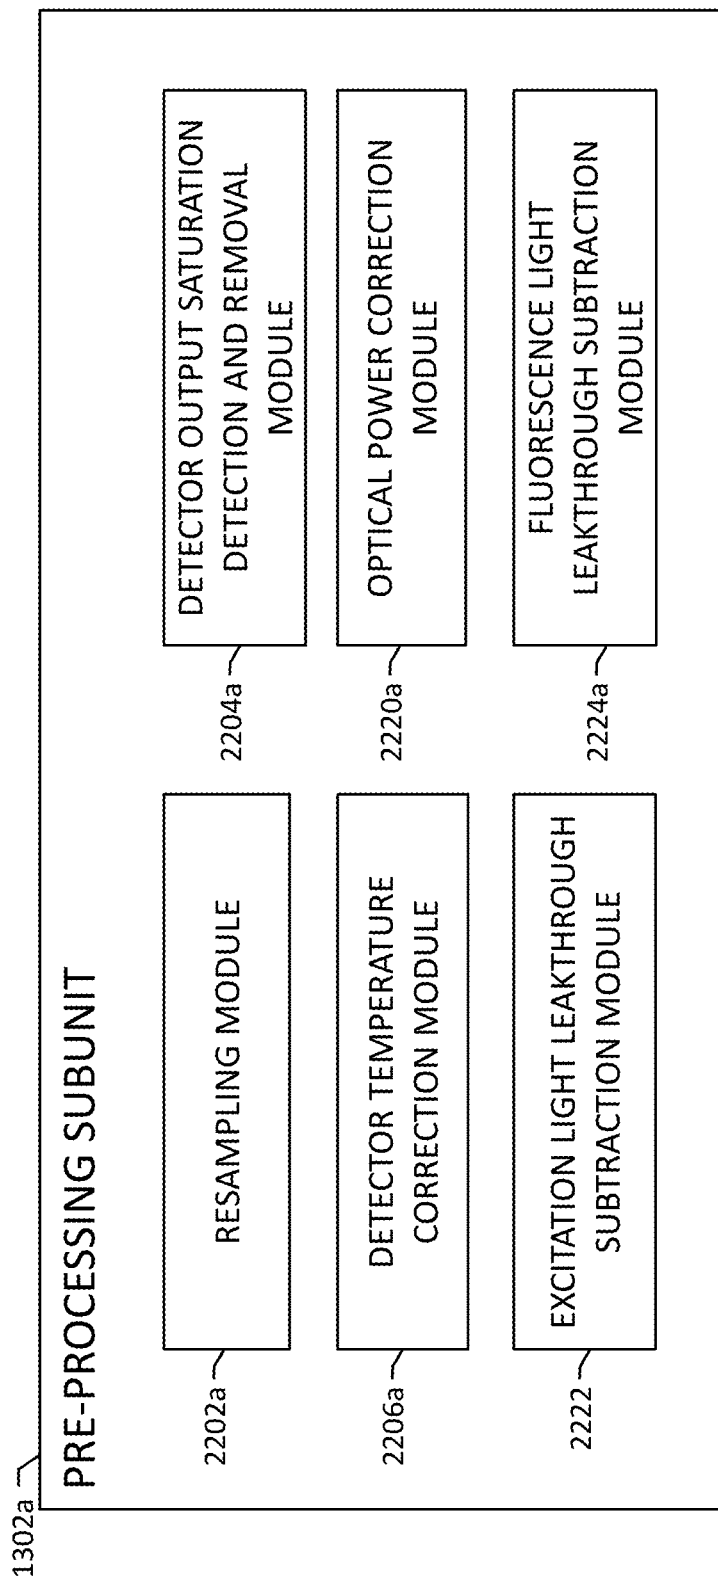 1302a
PRE-PROCESSING SUBUNIT
2202a
RESAMPLING MODULE
2204a
DETECTOR OUTPUT SATURATION
DETECTION AND REMOVAL
MODULE
2206a
DETECTOR TEMPERATURE
CORRECTION MODULE
2220a
OPTICAL POWER CORRECTION
MODULE
2222
EXCITATION LIGHT LEAKTHROUGH
SUBTRACTION MODULE
2224a
FLUORESCENCE LIGHT
LEAKTHROUGH SUBTRACTION
MODULE